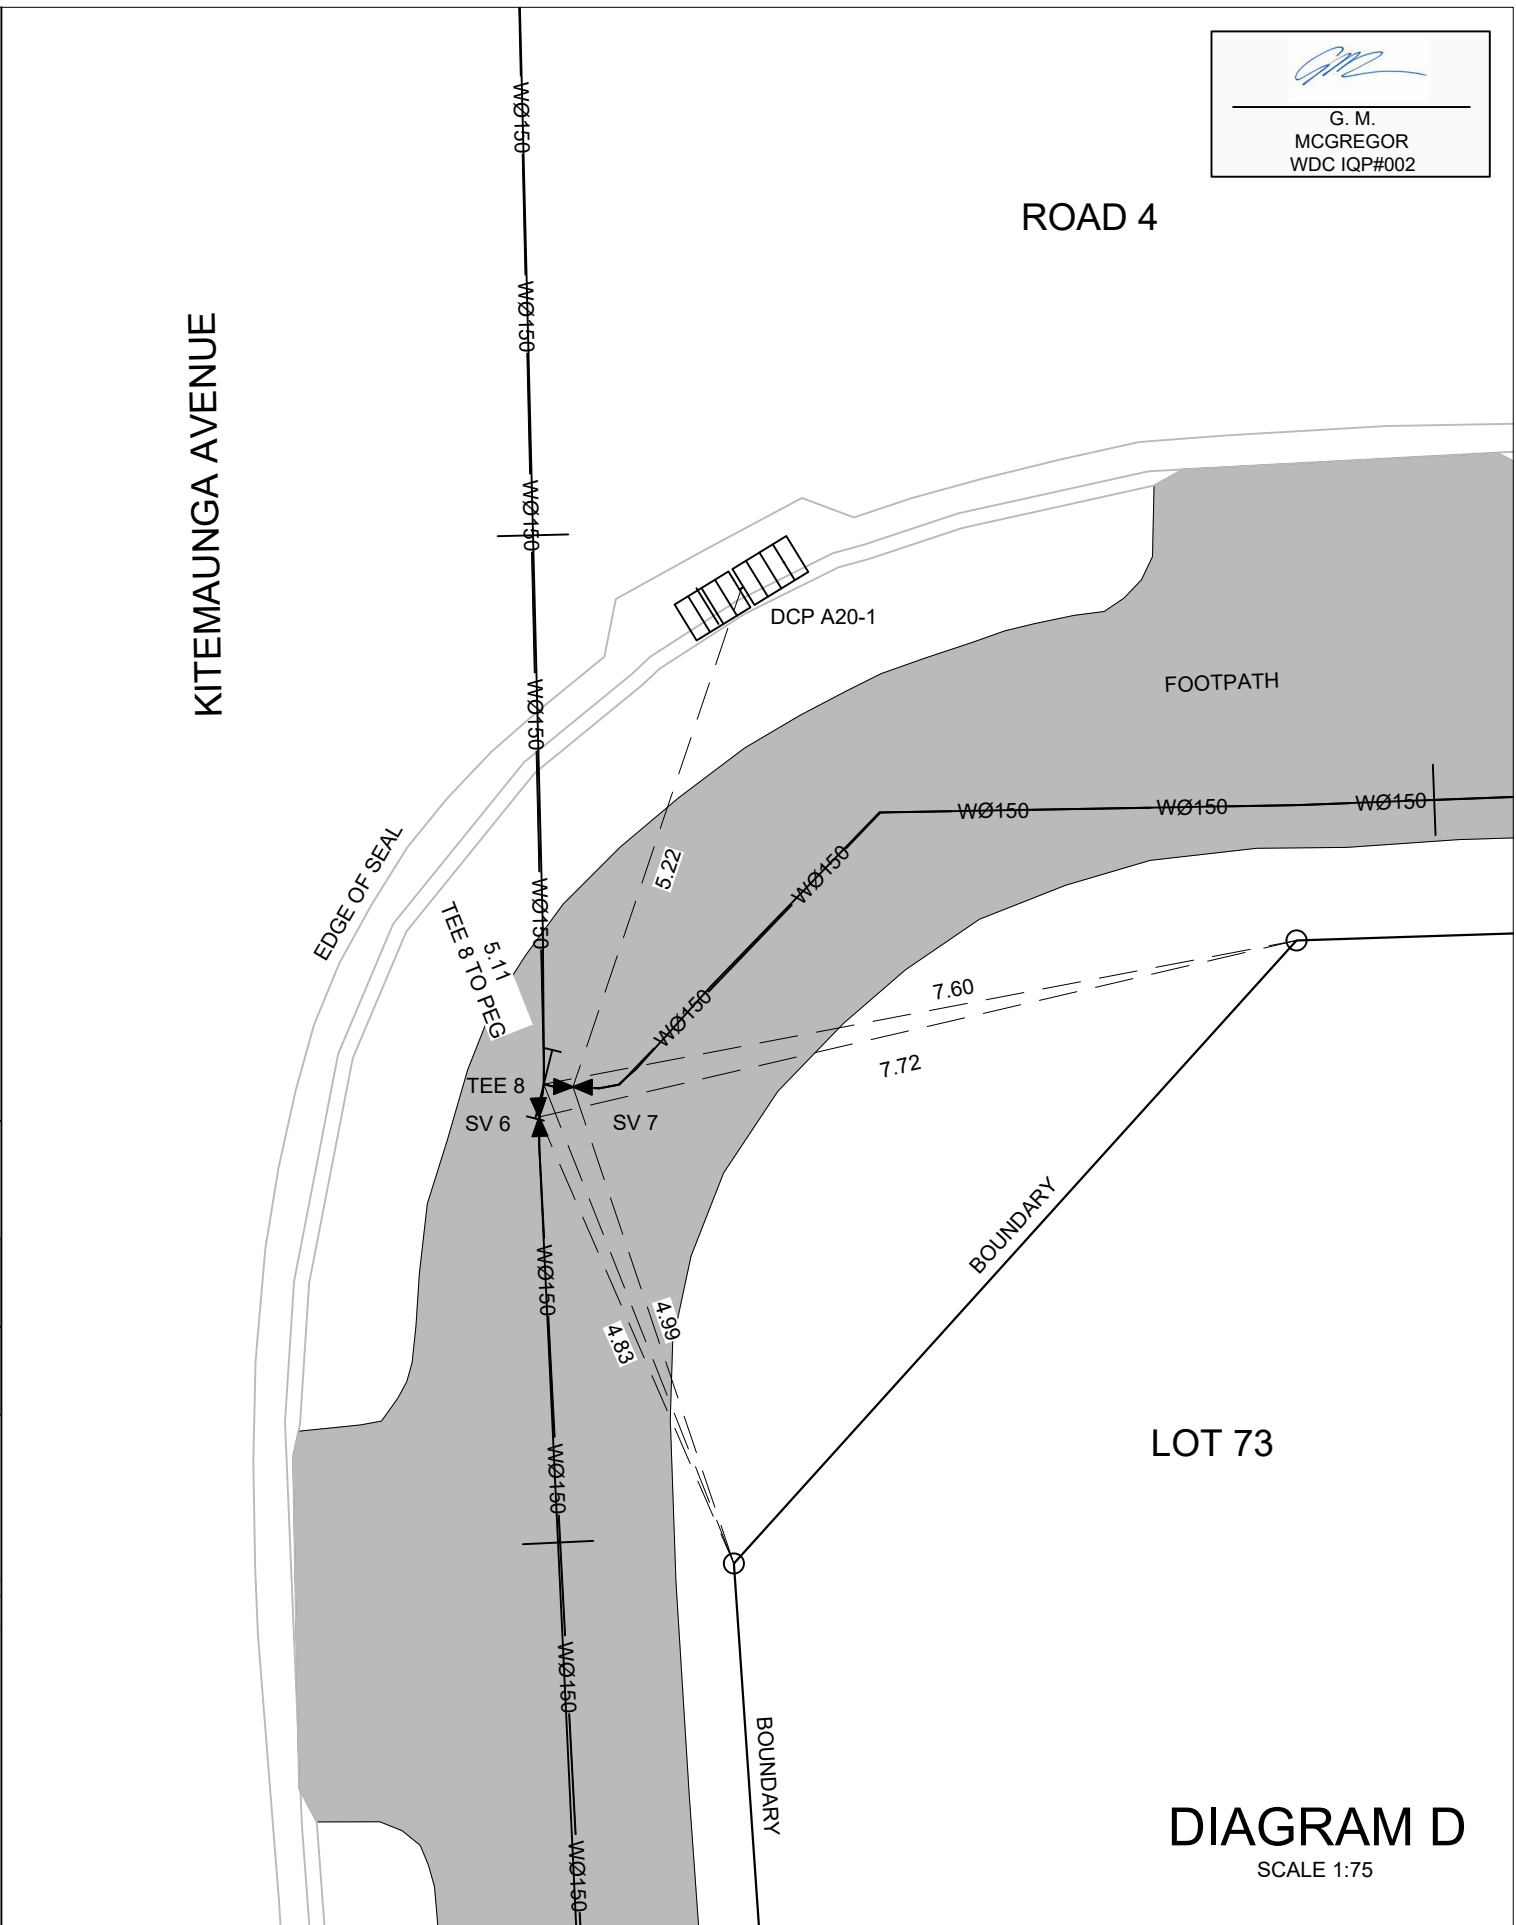 G. M.
MCGREGOR
WDC IQP#002
ROAD 4
KITEMAUNGA AVENUE
WØ150
WØ150
WØ150
WØ150
WØ150
DCP A20-1
FOOTPATH
WØ150
WØ150
WØ150
WØ150
WØ150
EDGE OF SEAL
5.22
5.11
TEE 8 TO PEG
7.60
7.72
TEE 8
SV 6
SV 7
BOUNDARY
WØ150
4.99
4.83
LOT 73
WØ150
WØ150
BOUNDARY
WØ150
DIAGRAM D
SCALE 1:75